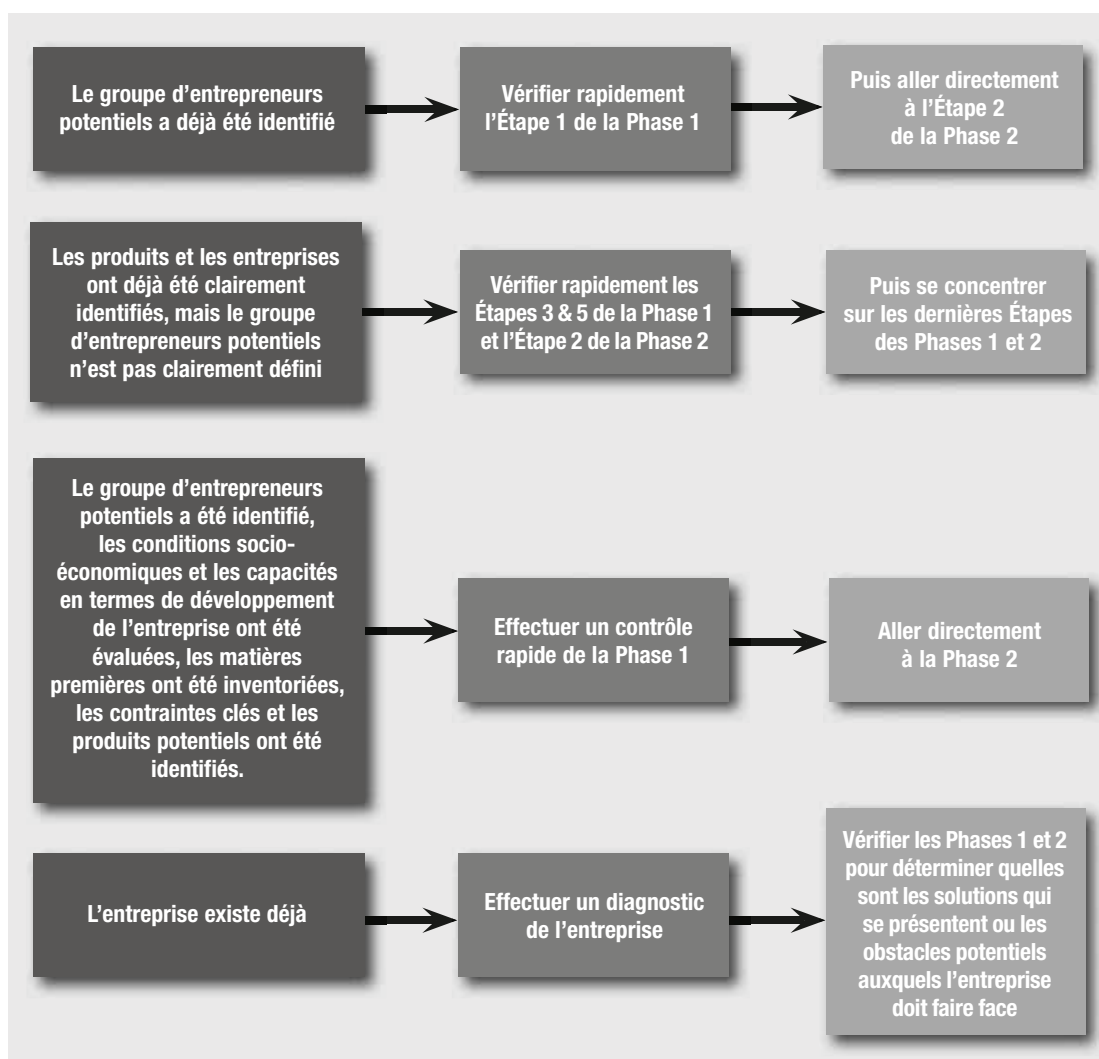 Le groupe d'entrepreneurs
potentiels a déjà été identifié
Vérifier rapidement
l'Étape 1 de la Phase 1
Puis aller directement
à l'Étape 2
de la Phase 2
Les produits et les entreprises
ont déjà été clairement
identifiés, mais le groupe
d'entrepreneurs potentiels
n'est pas clairement défini
Vérifier rapidement les
Étapes 3 & 5 de la Phase 1
et l'Étape 2 de la Phase 2
Puis se concentrer
sur les dernières Étapes
des Phases 1 et 2
Le groupe d'entrepreneurs
potentiels a été identifié,
les conditions socio-
économiques et les capacités
en termes de développement
de l'entreprise ont été
évaluées, les matières
premières ont été inventoriées,
les contraintes clés et les
produits potentiels ont été
identifiés.
Effectuer un contrôle
rapide de la Phase 1
Aller directement
à la Phase 2
L'entreprise existe déjà
Effectuer un diagnostic
de l'entreprise
Vérifier les Phases 1 et 2
pour déterminer quelles
sont les solutions qui
se présentent ou les
obstacles potentiels
auxquels l'entreprise
doit faire face